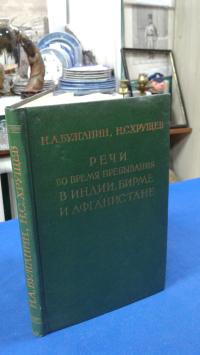 Н.А.БУЛГАНИН, Н.С.ХРУЩЕВ
РЕЧИ
ВО ВРЕМЯ ПРЕБЫВАНИЯ
В ИНДИИ, БИРМЕ
И АФГАНИСТАНЕ
Н.А.БУЛГАНИН, Н.С.ХРУЩЕВ